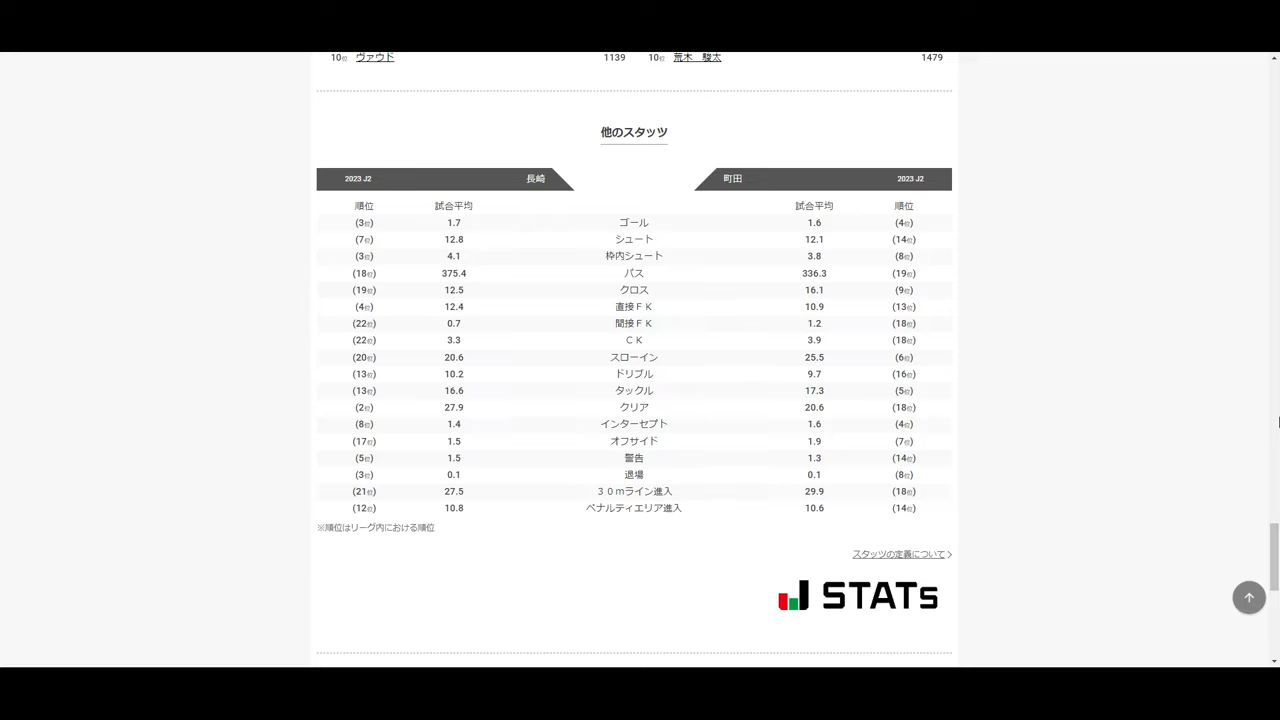 10位 ヴァウド 1139 10位 荒木 駿太 1479
他のスタッツ
2023 J2 長崎 町田 2023 J2
順位 試合平均 試合平均 順位
(3位) 1.7 ゴール 1.6 (4位)
(7位) 12.8 シュート 12.1 (14位)
(3位) 4.1 枠内シュート 3.8 (8位)
(18位) 375.4 パス 336.3 (19位)
(19位) 12.5 クロス 16.1 (9位)
(4位) 12.4 直接ＦＫ 10.9 (13位)
(22位) 0.7 間接ＦＫ 1.2 (18位)
(22位) 3.3 ＣＫ 3.9 (18位)
(20位) 20.6 スローイン 25.5 (6位)
(13位) 10.2 ドリブル 9.7 (16位)
(13位) 16.6 タックル 17.3 (5位)
(2位) 27.9 クリア 20.6 (18位)
(8位) 1.4 インターセプト 1.6 (4位)
(17位) 1.5 オフサイド 1.9 (7位)
(5位) 1.5 警告 1.3 (14位)
(3位) 0.1 退場 0.1 (8位)
(21位) 27.5 ３０ｍライン進入 29.9 (18位)
(12位) 10.8 ペナルティエリア進入 10.6 (14位)
※順位はリーグ内における順位
スタッツの定義について
J STATS